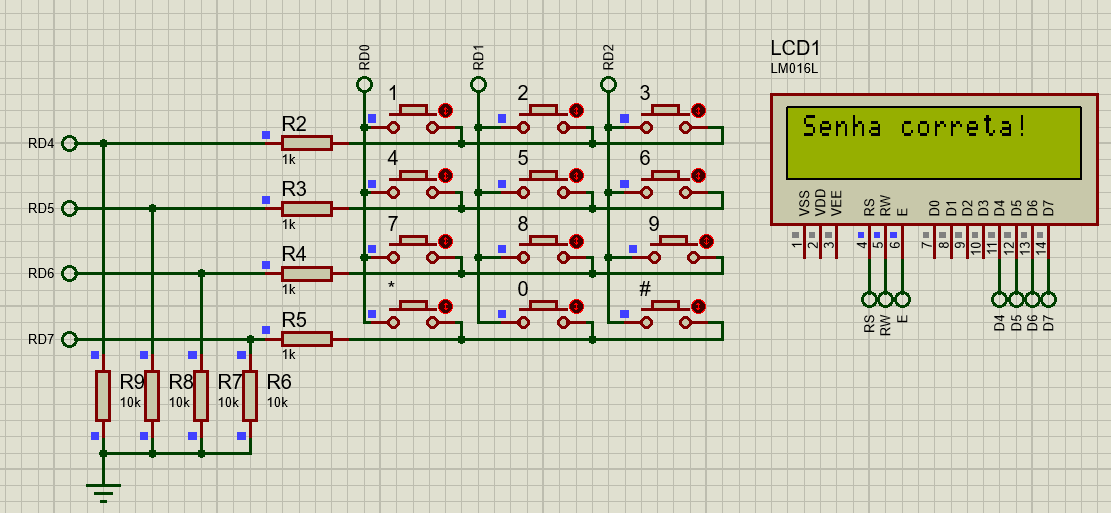 RD0
RD1
RD2
LCD1
LM016L
1
2
3
Senha correta!
RD4
R2
1k
4
5
6
RD5
R3
1k
7
8
9
RD6
R4
1k
*
0
#
RD7
R5
1k
R9
10k
R8
10k
R7
10k
R6
10k
VSS
VDD
VEE
RS
RW
E
D0
D1
D2
D3
D4
D5
D6
D7
1
2
3
4
5
6
7
8
9
10
11
12
13
14
RS
RW
E
D4
D5
D6
D7